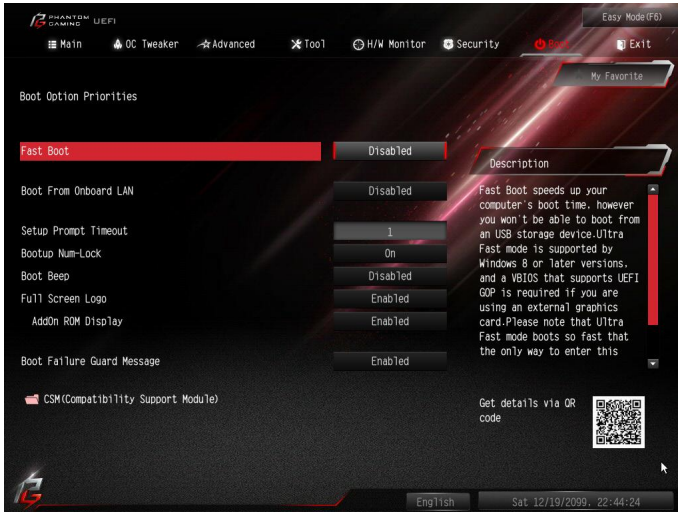 PHANTOM GAMING UEFI
Easy Mode(F6)
Main
OC Tweaker
Advanced
Tool
H/W Monitor
Security
Boot
Exit
My Favorite
Boot Option Priorities
Fast Boot
Disabled
Boot From Onboard LAN
Disabled
Setup Prompt Timeout
1
Bootup Num-Lock
On
Boot Beep
Disabled
Full Screen Logo
Enabled
AddOn ROM Display
Enabled
Boot Failure Guard Message
Enabled
CSM(Compatibility Support Module)
Description
Fast Boot speeds up your
computer's boot time. however
you won't be able to boot from
an USB storage device.Ultra
Fast mode is supported by
Windows 8 or later versions.
and a VBIOS that supports UEFI
GOP is required if you are
using an external graphics
card.Please note that Ultra
Fast mode boots so fast that
the only way to enter this
Get details via QR
code
English
Sat 12/19/2099. 22:44:24